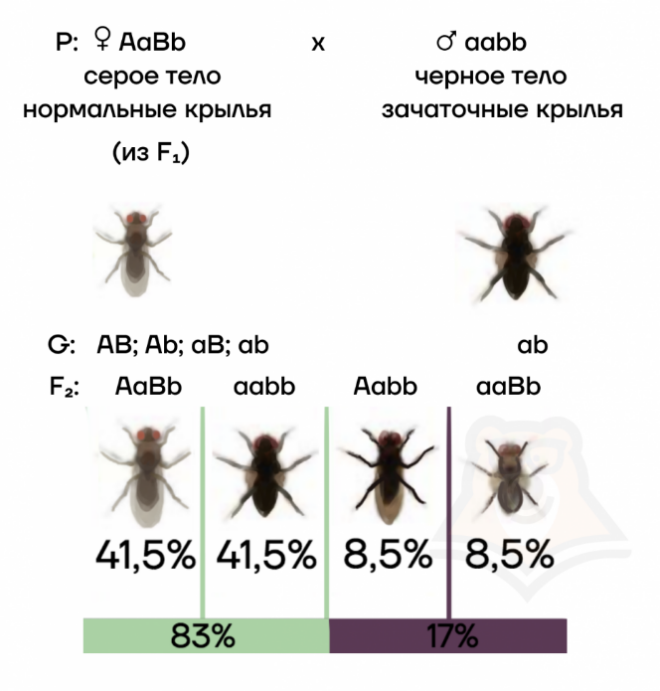 P: ♀ AaBb x ♂ aabb
серое тело черное тело
нормальные крылья зачаточные крылья
(из F₁)
G: AB; Ab; aB; ab ab
F₂: AaBb aabb Aabb aaBb
41,5% 41,5% 8,5% 8,5%
83% 17%